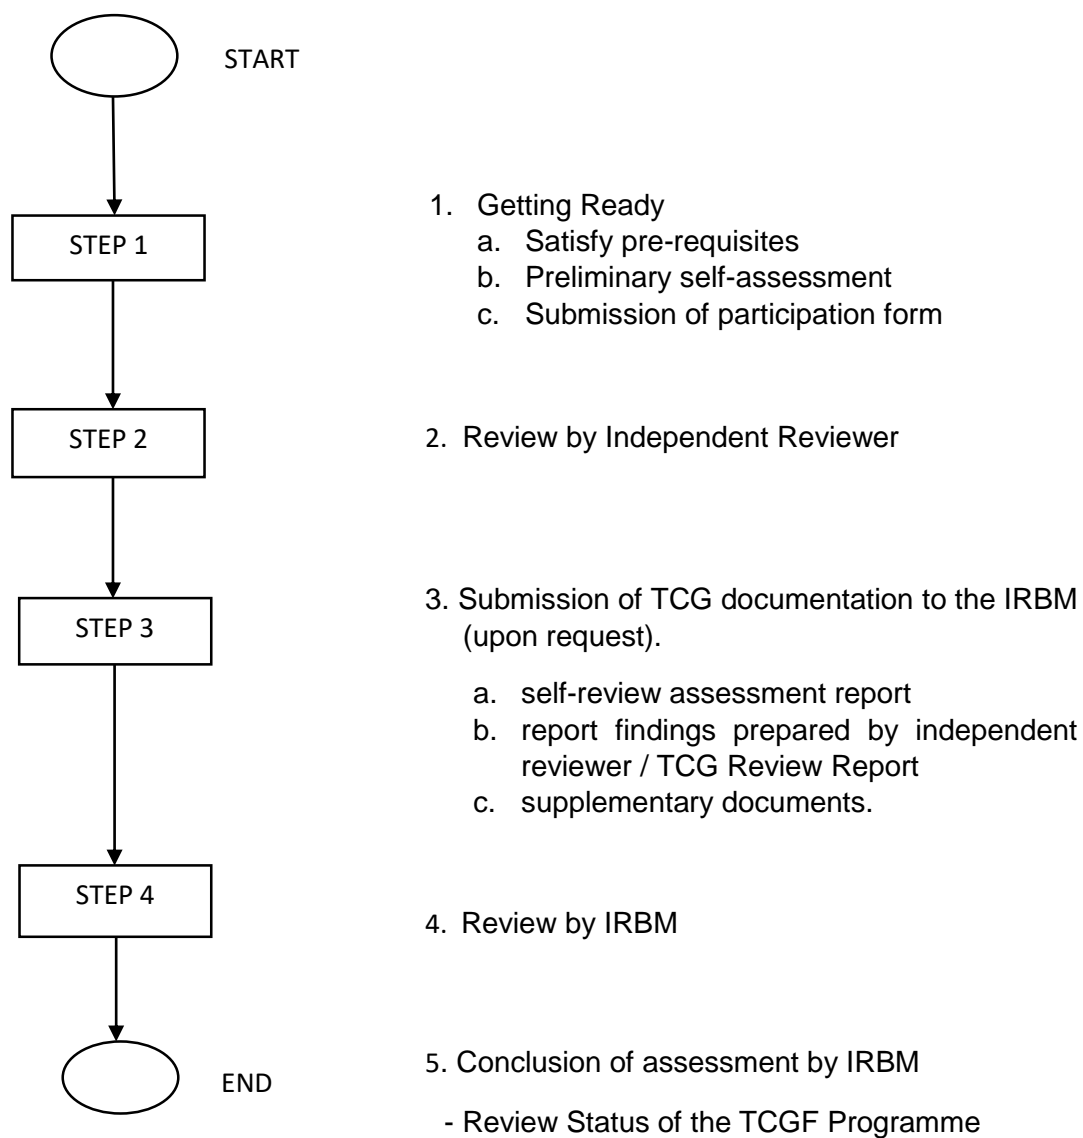 START
STEP 1
1. Getting Ready
a. Satisfy pre-requisites
b. Preliminary self-assessment
c. Submission of participation form
STEP 2
2. Review by Independent Reviewer
STEP 3
3. Submission of TCG documentation to the IRBM
(upon request).
a. self-review assessment report
b. report findings prepared by independent
reviewer / TCG Review Report
c. supplementary documents.
STEP 4
4. Review by IRBM
END
5. Conclusion of assessment by IRBM
- Review Status of the TCGF Programme